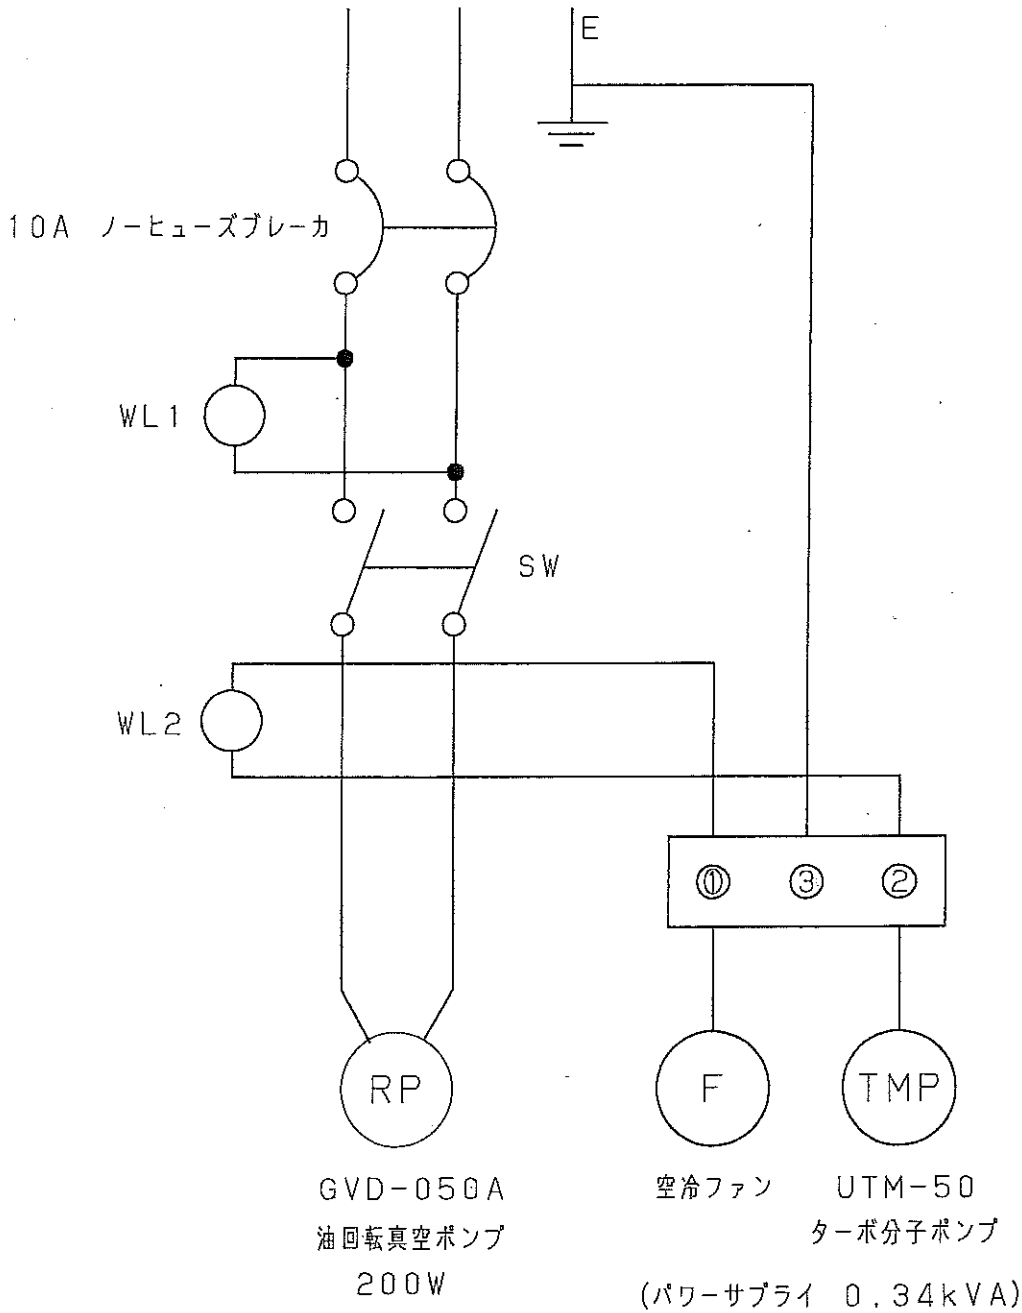 E
10A ノーヒューズブレーカ
WL1
SW
WL2
① ③ ②
RP
F
TMP
GVD-050A
油回転真空ポンプ
200W
空冷ファン
UTM-50
ターボ分子ポンプ
(パワーサプライ 0.34kVA)